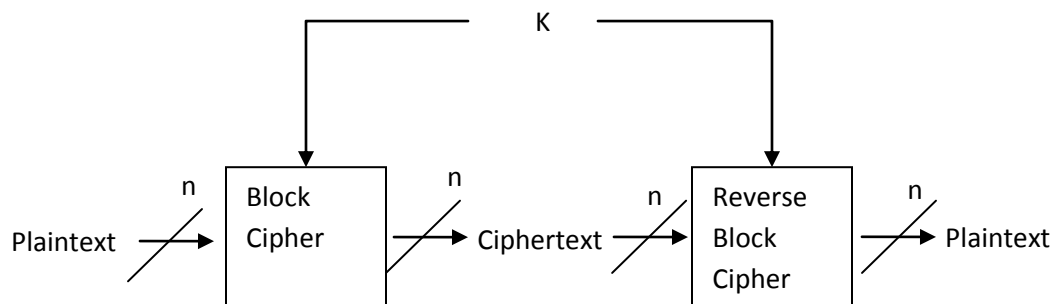 K
n
Block
Cipher
n
n
Reverse
Block
Cipher
n
Plaintext
Ciphertext
Plaintext